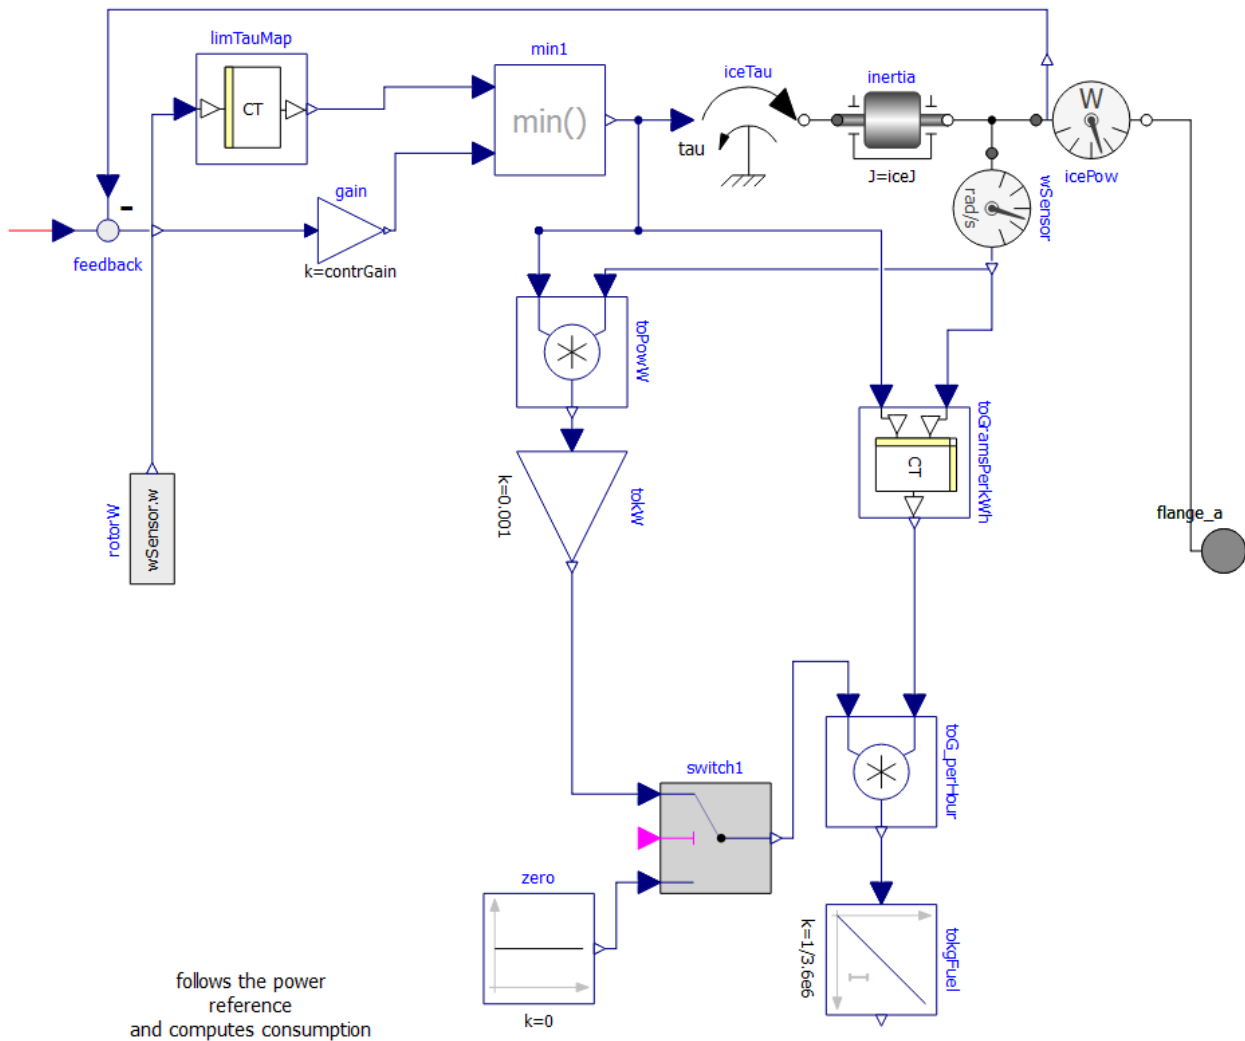 limTauMap
CT
min1
min()
iceTau
tau
inertia
J=iceJ
W
icePow
rad/s
wSensor
-
feedback
gain
k=contrGain
toPowW
toGramsPerkWh
CT
rotorW
wSensor.w
k=0.001
tokW
flange_a
switch1
toG_perHour
zero
k=0
k=1/3.6e6
I
tokgFuel
follows the power
reference
and computes consumption